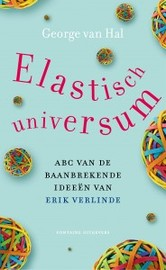 George van Hal
Elastisch
universum
ABC VAN DE
BAANBREKENDE
IDEEËN VAN
ERIK VERLINDE